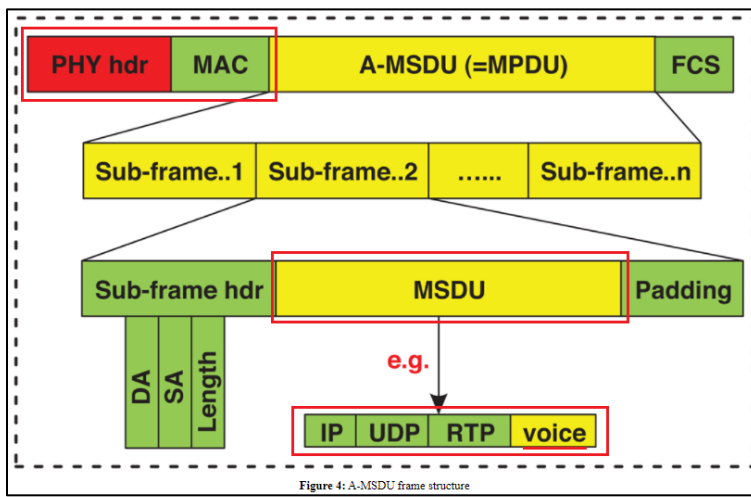 PHY hdr MAC A-MSDU (=MPDU) FCS
Sub-frame..1 Sub-frame..2 ...... Sub-frame..n
Sub-frame hdr MSDU Padding
DA SA Length
e.g.
IP UDP RTP voice
Figure 4: A-MSDU frame structure